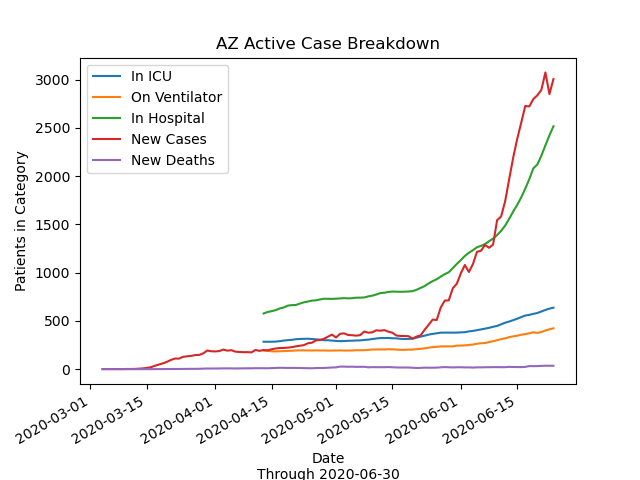 AZ Active Case Breakdown
In ICU
On Ventilator
In Hospital
New Cases
New Deaths
Patients in Category
3000
2500
2000
1500
1000
500
0
2020-03-01
2020-03-15
2020-04-01
2020-04-15
2020-05-01
2020-05-15
2020-06-01
2020-06-15
Date
Through 2020-06-30